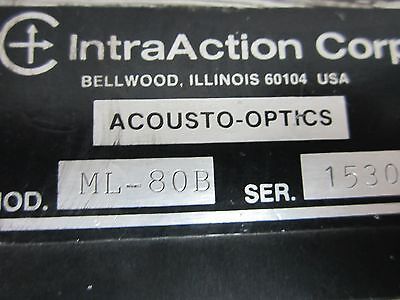 IntraAction Corp
BELLWOOD, ILLINOIS 60104 USA
ACOUSTO-OPTICS
MOD. ML-80B SER. 1530